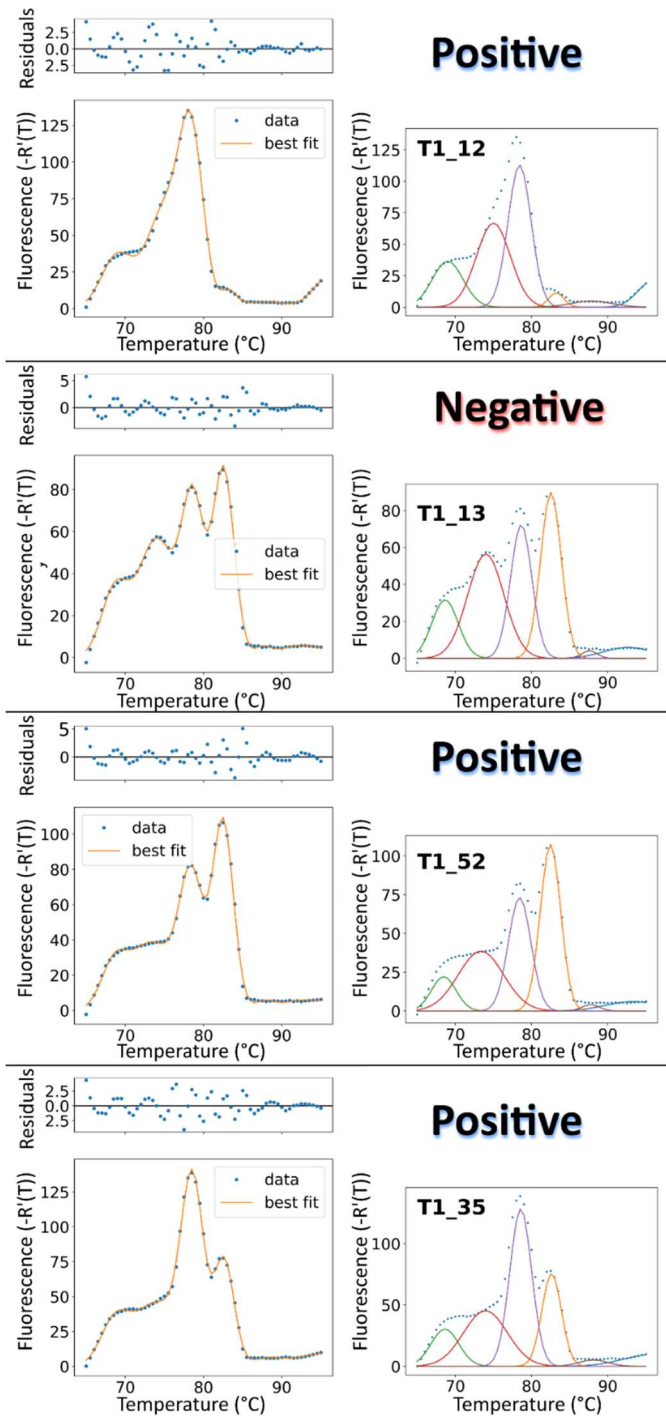 Residuals
2.5
0.0
2.5
Positive
Fluorescence (-R'(T))
125
100
75
50
25
0
data
best fit
70
80
90
Temperature (°C)
T1_12
Fluorescence (-R'(T))
125
100
75
50
25
0
70
80
90
Temperature (°C)
Residuals
5
0
Negative
Fluorescence (-R'(T))
y
80
60
40
20
0
data
best fit
70
80
90
Temperature (°C)
T1_13
Fluorescence (-R'(T))
80
60
40
20
0
70
80
90
Temperature (°C)
Residuals
5
0
Positive
Fluorescence (-R'(T))
100
80
60
40
20
0
data
best fit
70
80
90
Temperature (°C)
T1_52
Fluorescence (-R'(T))
100
75
50
25
0
70
80
90
Temperature (°C)
Residuals
2.5
0.0
2.5
Positive
Fluorescence (-R'(T))
125
100
75
50
25
0
data
best fit
70
80
90
Temperature (°C)
T1_35
Fluorescence (-R'(T))
100
50
0
70
80
90
Temperature (°C)